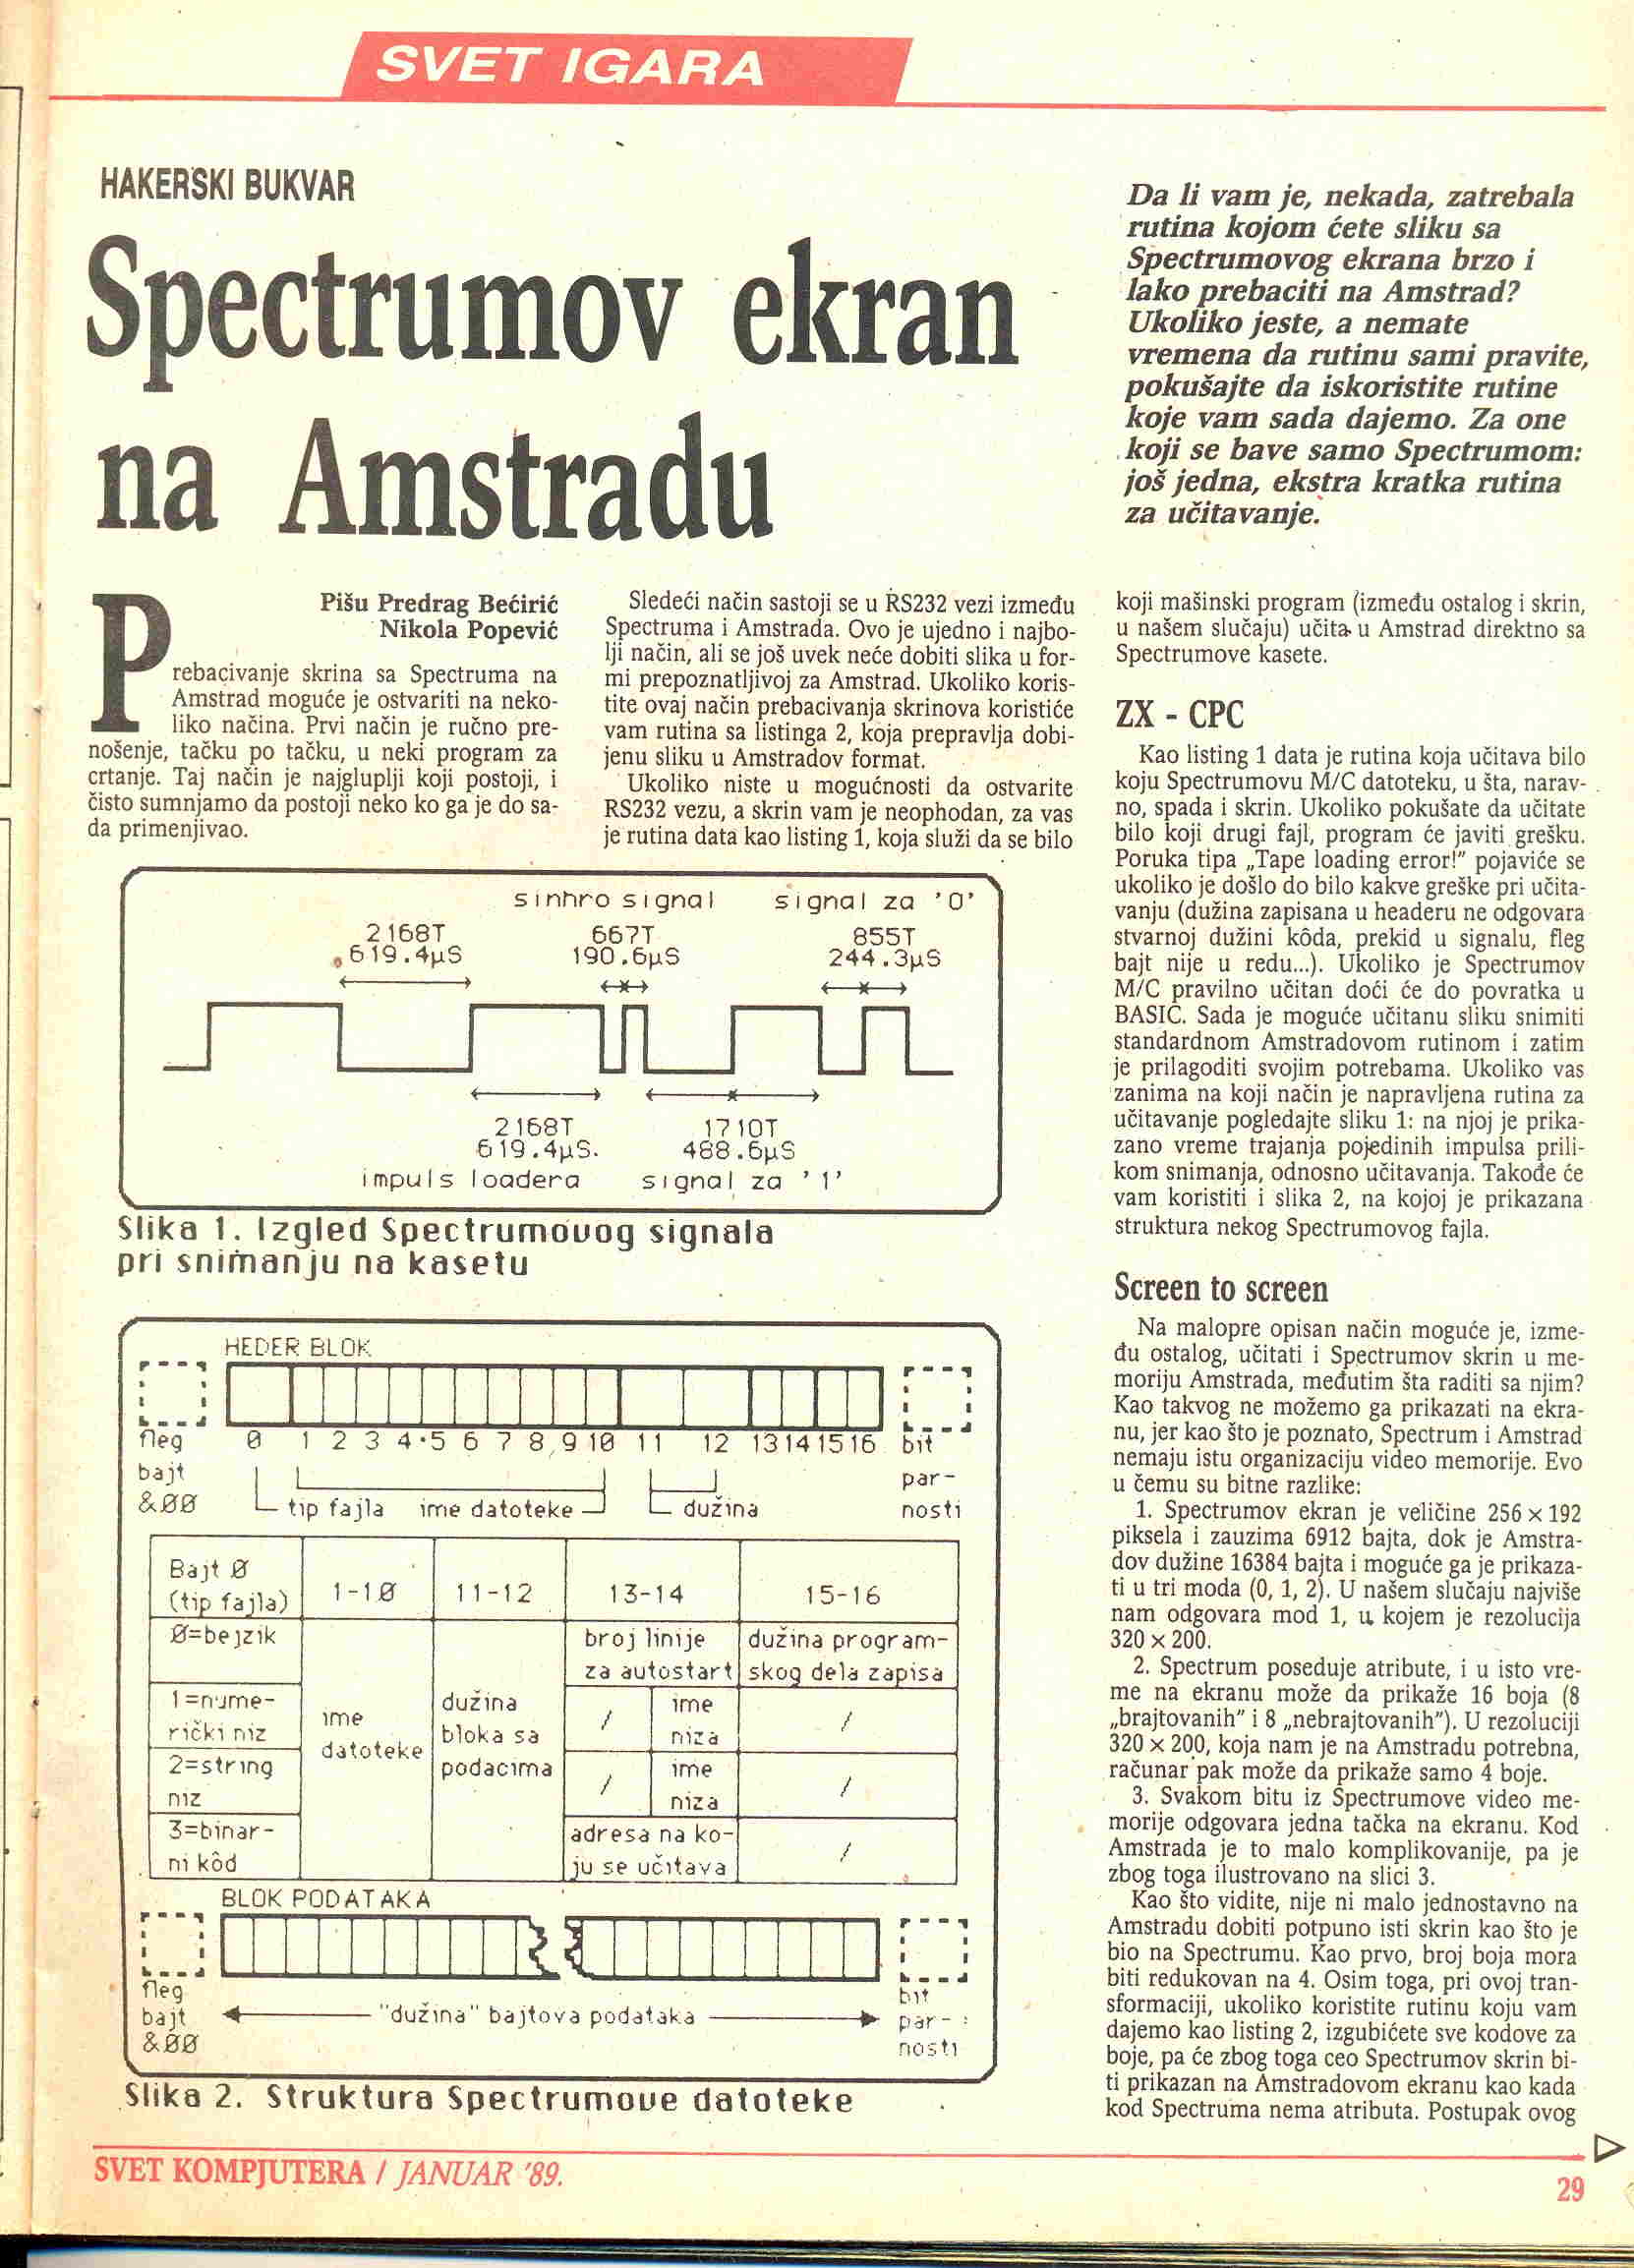 SVET IGARA
HAKERSKI BUKVAR
Spectrumov ekran
na Amstradu
Da li vam je, nekada, zatrebala
rutina kojom ćete sliku sa
Spectrumovog ekrana brzo i
lako prebaciti na Amstrad?
Ukoliko jeste, a nemate
vremena da rutinu sami pravite,
pokušajte da iskoristite rutine
koje vam sada dajemo. Za one
koji se bave samo Spectrumom:
još jedna, ekstra kratka rutina
za učitavanje.
Pišu Predrag Bećirić
Nikola Popević
Prebacivanje skrina sa Spectruma na
Amstrad moguće je ostvariti na neko-
liko načina. Prvi način je ručno pre-
nošenje, tačku po tačku, u neki program za
crtanje. Taj način je najgluplji koji postoji, i
čisto sumnjamo da postoji neko ko ga je do sa-
da primenjivao.
Sledeći način sastoji se u RS232 vezi između
Spectruma i Amstrada. Ovo je ujedno i najbo-
lji način, ali se još uvek neće dobiti slika u for-
mi prepoznatljivoj za Amstrad. Ukoliko koris-
tite ovaj način prebacivanja skrinova koristiće
vam rutina sa listinga 2, koja prepravlja dobi-
jenu sliku u Amstradov format.
Ukoliko niste u mogućnosti da ostvarite
RS232 vezu, a skrin vam je neophodan, za vas
je rutina data kao listing 1, koja služi da se bilo
koji mašinski program (između ostalog i skrin,
u našem slučaju) učita u Amstrad direktno sa
Spectrumove kasete.
ZX - CPC
Kao listing 1 data je rutina koja učitava bilo
koju Spectrumovu M/C datoteku, u šta, narav-
no, spada i skrin. Ukoliko pokušate da učitate
bilo koji drugi fajl, program će javiti grešku.
Poruka tipa „Tape loading error!” pojaviće se
ukoliko je došlo do bilo kakve greške pri učita-
vanju (dužina zapisana u headeru ne odgovara
stvarnoj dužini kôda, prekid u signalu, fleg
bajt nije u redu...). Ukoliko je Spectrumov
M/C pravilno učitan doći će do povratka u
BASIC. Sada je moguće učitanu sliku snimiti
standardnom Amstradovom rutinom i zatim
je prilagoditi svojim potrebama. Ukoliko vas
zanima na koji način je napravljena rutina za
učitavanje pogledajte sliku 1: na njoj je prika-
zano vreme trajanja pojedinih impulsa prili-
kom snimanja, odnosno učitavanja. Takođe će
vam koristiti i slika 2, na kojoj je prikazana
struktura nekog Spectrumovog fajla.
Screen to screen
Na malopre opisan način moguće je, izme-
đu ostalog, učitati i Spectrumov skrin u me-
moriju Amstrada, međutim šta raditi sa njim?
Kao takvog ne možemo ga prikazati na ekra-
nu, jer kao što je poznato, Spectrum i Amstrad
nemaju istu organizaciju video memorije. Evo
u čemu su bitne razlike:
1. Spectrumov ekran je veličine 256 x 192
piksela i zauzima 6912 bajta, dok je Amstra-
dov dužine 16384 bajta i moguće ga je prikaza-
ti u tri moda (0, 1, 2). U našem slučaju najviše
nam odgovara mod 1, u kojem je rezolucija
320 x 200.
2. Spectrum poseduje atribute, i u isto vre-
me na ekranu može da prikaže 16 boja (8
„brajtovanih” i 8 „nebrajtovanih”). U rezoluciji
320 x 200, koja nam je na Amstradu potrebna,
računar pak može da prikaže samo 4 boje.
3. Svakom bitu iz Spectrumove video me-
morije odgovara jedna tačka na ekranu. Kod
Amstrada je to malo komplikovanije, pa je
zbog toga ilustrovano na slici 3.
Kao što vidite, nije ni malo jednostavno na
Amstradu dobiti potpuno isti skrin kao što je
bio na Spectrumu. Kao prvo, broj boja mora
biti redukovan na 4. Osim toga, pri ovoj tran-
sformaciji, ukoliko koristite rutinu koju vam
dajemo kao listing 2, izgubićete sve kodove za
boje, pa će zbog toga ceo Spectrumov skrin bi-
ti prikazan na Amstradovom ekranu kao kada
kod Spectruma nema atributa. Postupak ovog
sinhro signal signal za '0'
2168T 667T 855T
619.4µS 190.6µS 244.3µS
2168T 1710T
619.4µS. 488.6µS
impuls loadera signal za '1'
Slika 1. Izgled Spectrumovog signala
pri snimanju na kasetu
HEDER BLOK
fleg 0 1 2 3 4 5 6 7 8 9 10 11 12 13 14 15 16 bit
bajt par-
&00 tip fajla ime datoteke dužina nosti
Bajt 0
(tip fajla) 1-10 11-12 13-14 15-16
0=bejzik broj linije dužina program-
za autostart skog dela zapisa
1=nume-
rički niz
ime
datoteke
dužina
bloka sa
podacima
/ ime
niza /
2=string
niz
/ ime
niza /
3=binar-
ni kôd
adresa na ko-
ju se učitava /
BLOK PODATAKA
fleg bit
bajt "dužina" bajtova podataka par-
&00 nosti
Slika 2. Struktura Spectrumove datoteke
SVET KOMPJUTERA / JANUAR '89.
29